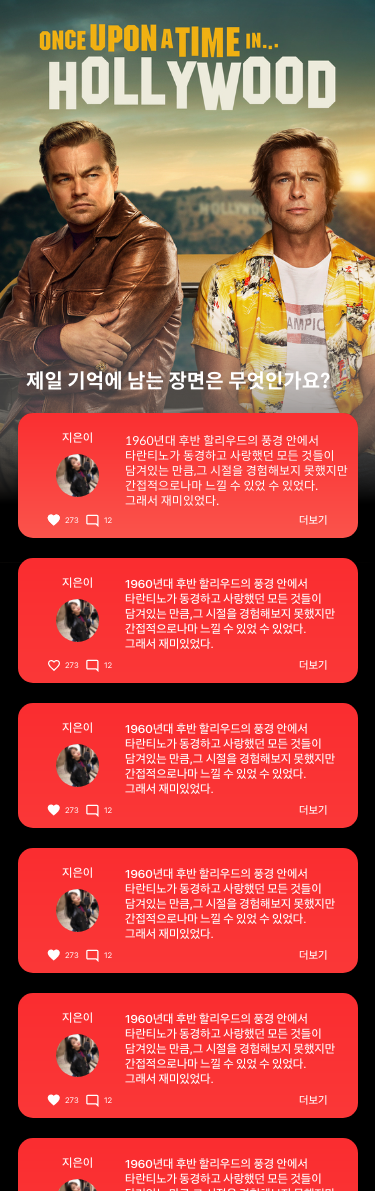 ONCE UPON A TIME IN...
HOLLYWOOD
HOLLYWOOD
CHAMPIO
제일 기억에 남는 장면은 무엇인가요?
지은이
1960년대 후반 할리우드의 풍경 안에서
타란티노가 동경하고 사랑했던 모든 것들이
담겨있는 만큼,그 시절을 경험해보지 못했지만
간접적으로나마 느낄 수 있었 수 있었다.
그래서 재미있었다.
273 12 더보기
지은이
1960년대 후반 할리우드의 풍경 안에서
타란티노가 동경하고 사랑했던 모든 것들이
담겨있는 만큼,그 시절을 경험해보지 못했지만
간접적으로나마 느낄 수 있었 수 있었다.
그래서 재미있었다.
273 12 더보기
지은이
1960년대 후반 할리우드의 풍경 안에서
타란티노가 동경하고 사랑했던 모든 것들이
담겨있는 만큼,그 시절을 경험해보지 못했지만
간접적으로나마 느낄 수 있었 수 있었다.
그래서 재미있었다.
273 12 더보기
지은이
1960년대 후반 할리우드의 풍경 안에서
타란티노가 동경하고 사랑했던 모든 것들이
담겨있는 만큼,그 시절을 경험해보지 못했지만
간접적으로나마 느낄 수 있었 수 있었다.
그래서 재미있었다.
273 12 더보기
지은이
1960년대 후반 할리우드의 풍경 안에서
타란티노가 동경하고 사랑했던 모든 것들이
담겨있는 만큼,그 시절을 경험해보지 못했지만
간접적으로나마 느낄 수 있었 수 있었다.
그래서 재미있었다.
273 12 더보기
지은이
1960년대 후반 할리우드의 풍경 안에서
타란티노가 동경하고 사랑했던 모든 것들이